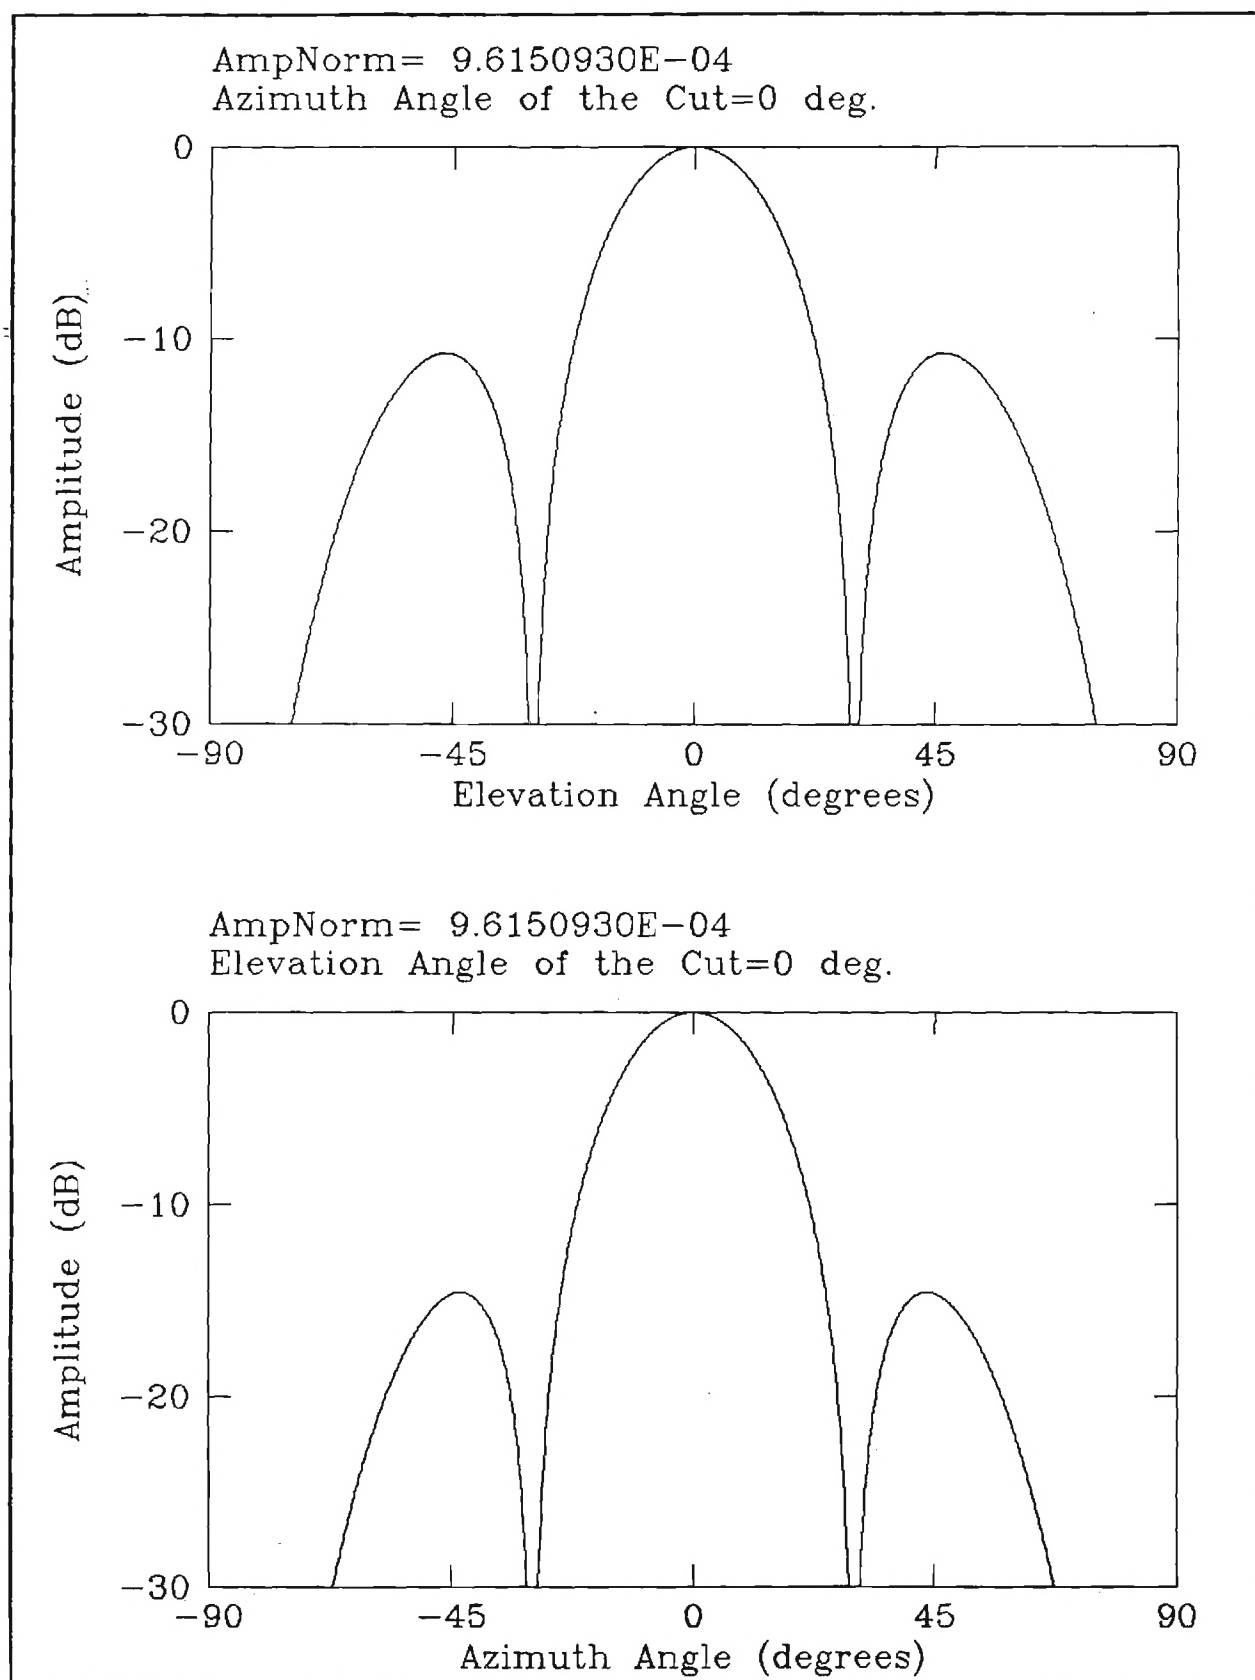 AmpNorm= 9.6150930E-04
Azimuth Angle of the Cut=0 deg.
0
-10
-20
-30
Amplitude (dB)
-90 -45 0 45 90
Elevation Angle (degrees)
AmpNorm= 9.6150930E-04
Elevation Angle of the Cut=0 deg.
0
-10
-20
-30
Amplitude (dB)
-90 -45 0 45 90
Azimuth Angle (degrees)